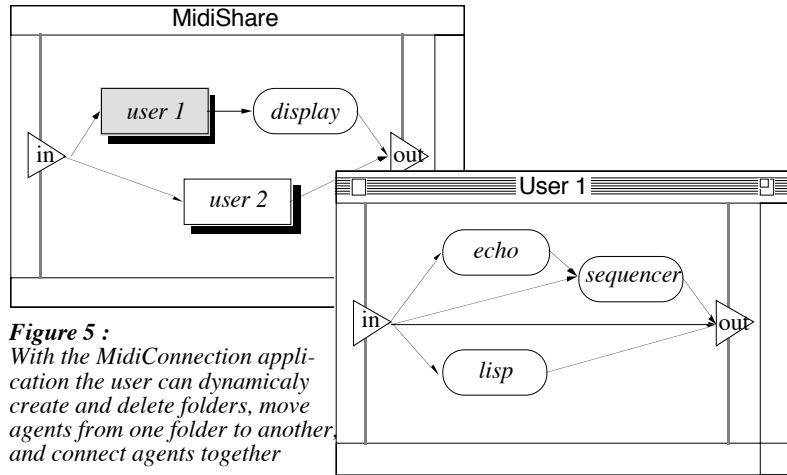 MidiShare
user 1
display
in
out
user 2
User 1
echo
sequencer
in
out
lisp
Figure 5 :
With the MidiConnection appli-
cation the user can dynamicaly
create and delete folders, move
agents from one folder to another,
and connect agents together